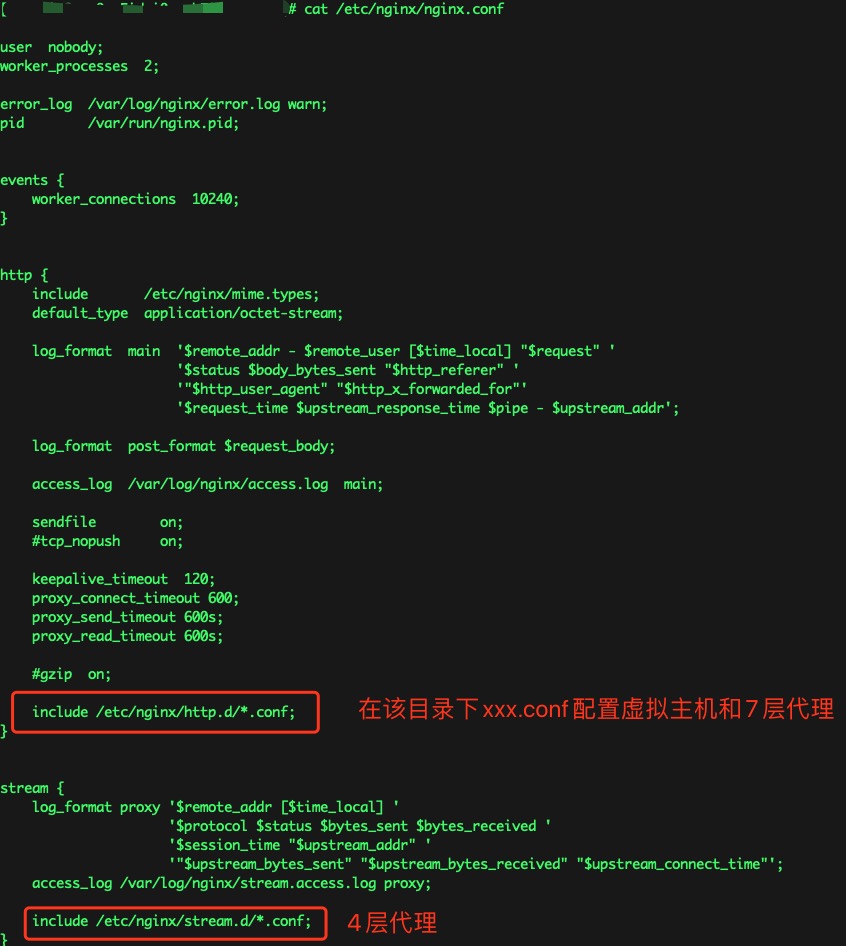 [ # cat /etc/nginx/nginx.conf
user  nobody;
worker_processes  2;
error_log  /var/log/nginx/error.log warn;
pid        /var/run/nginx.pid;
events {
    worker_connections  10240;
}
http {
    include       /etc/nginx/mime.types;
    default_type  application/octet-stream;
    log_format  main  '$remote_addr - $remote_user [$time_local] "$request" '
                      '$status $body_bytes_sent "$http_referer" '
                      '"$http_user_agent" "$http_x_forwarded_for"'
                      '$request_time $upstream_response_time $pipe - $upstream_addr';
    log_format  post_format $request_body;
    access_log  /var/log/nginx/access.log  main;
    sendfile        on;
    #tcp_nopush     on;
    keepalive_timeout  120;
    proxy_connect_timeout 600;
    proxy_send_timeout 600s;
    proxy_read_timeout 600s;
    #gzip  on;
    include /etc/nginx/http.d/*.conf; 在该目录下xxx.conf配置虚拟主机和7层代理
}
stream {
    log_format proxy '$remote_addr [$time_local] '
                     '$protocol $status $bytes_sent $bytes_received '
                     '$session_time "$upstream_addr" '
                     '"$upstream_bytes_sent" "$upstream_bytes_received" "$upstream_connect_time"';
    access_log /var/log/nginx/stream.access.log proxy;
    include /etc/nginx/stream.d/*.conf; 4层代理
}